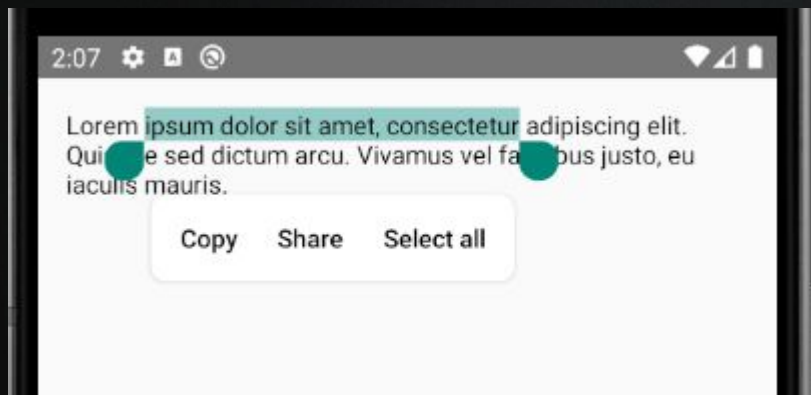 2:07
Lorem ipsum dolor sit amet, consectetur adipiscing elit.
sed dictum arcu. Vivamus vel justo, eu
iaculis mauris.
Copy Share Select all